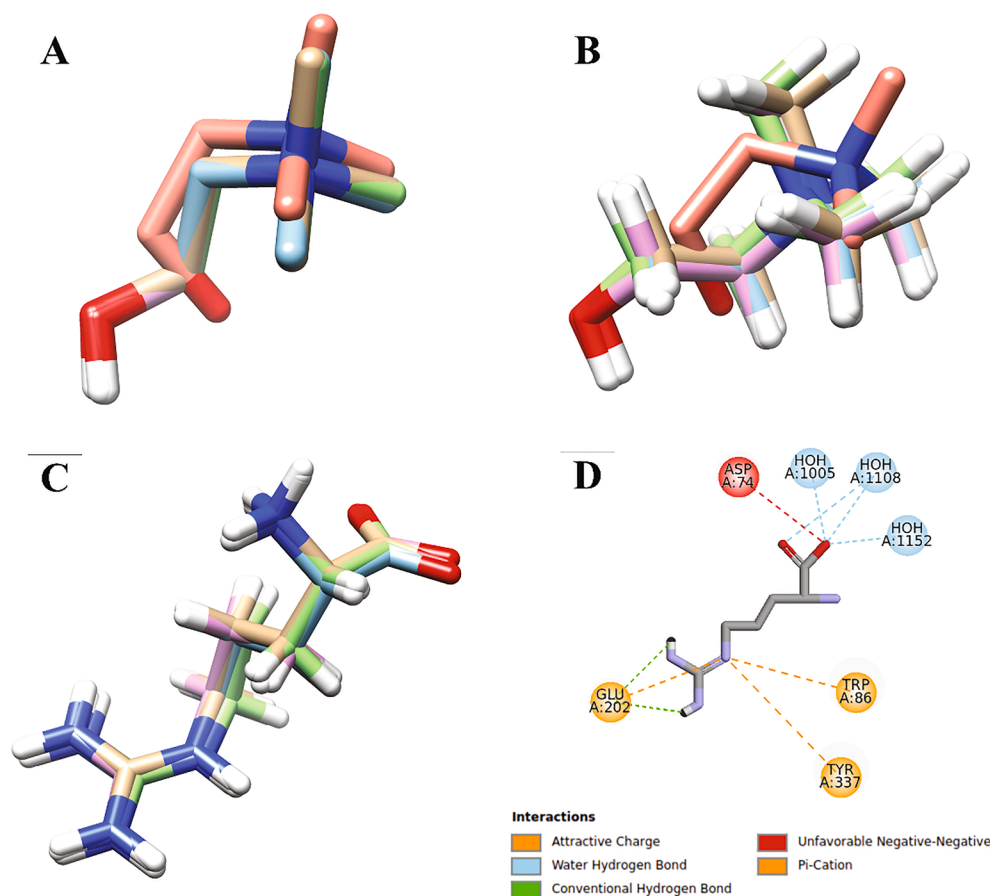 A
B
C
D
ASP
A:74
HOH
A:1005
HOH
A:1108
HOH
A:1152
GLU
A:202
TRP
A:86
TYR
A:337
Interactions
Attractive Charge
Water Hydrogen Bond
Conventional Hydrogen Bond
Unfavorable Negative-Negative
Pi-Cation